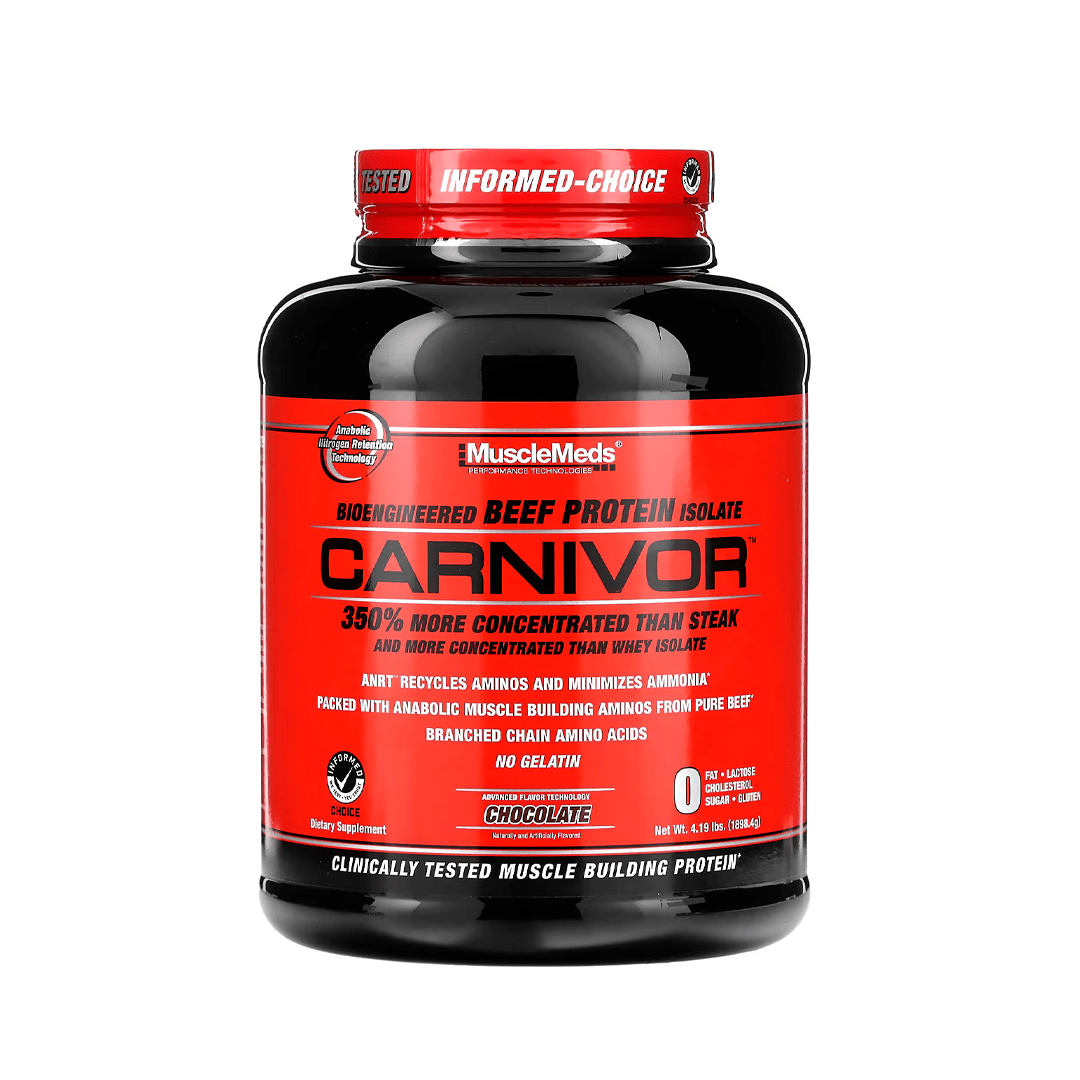 TESTED INFORMED-CHOICE
Anabolic
Nitrogen Retention
Technology
MuscleMeds®
PERFORMANCE TECHNOLOGIES
BIOENGINEERED BEEF PROTEIN ISOLATE
CARNIVOR™
350% MORE CONCENTRATED THAN STEAK
AND MORE CONCENTRATED THAN WHEY ISOLATE
ANRT™ RECYCLES AMINOS AND MINIMIZES AMMONIA*
PACKED WITH ANABOLIC MUSCLE BUILDING AMINOS FROM PURE BEEF*
BRANCHED CHAIN AMINO ACIDS
NO GELATIN
INFORMED
CHOICE
Dietary Supplement
ADVANCED FLAVOR TECHNOLOGY
CHOCOLATE
Naturally and Artificially Flavored
0 FAT • LACTOSE
CHOLESTEROL
SUGAR • GLUTEN
Net Wt. 4.19 lbs. (1898.4g)
CLINICALLY TESTED MUSCLE BUILDING PROTEIN*